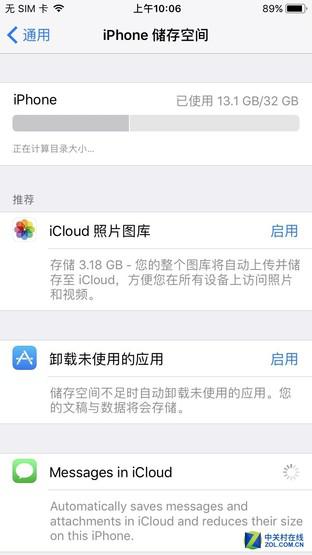 无 SIM 卡 上午10:06 89%
通用 iPhone 储存空间
iPhone 已使用 13.1 GB/32 GB
正在计算目录大小...
推荐
iCloud 照片图库 启用
存储 3.18 GB - 您的整个图库将自动上传并储
存至 iCloud，方便您在所有设备上访问照片
和视频。
卸载未使用的应用 启用
储存空间不足时自动卸载未使用的应用。您
的文稿与数据将会存储。
Messages in iCloud
Automatically saves messages and
attachments in iCloud and reduces their size
on this iPhone.
中关村在线
ZOL.COM.CN